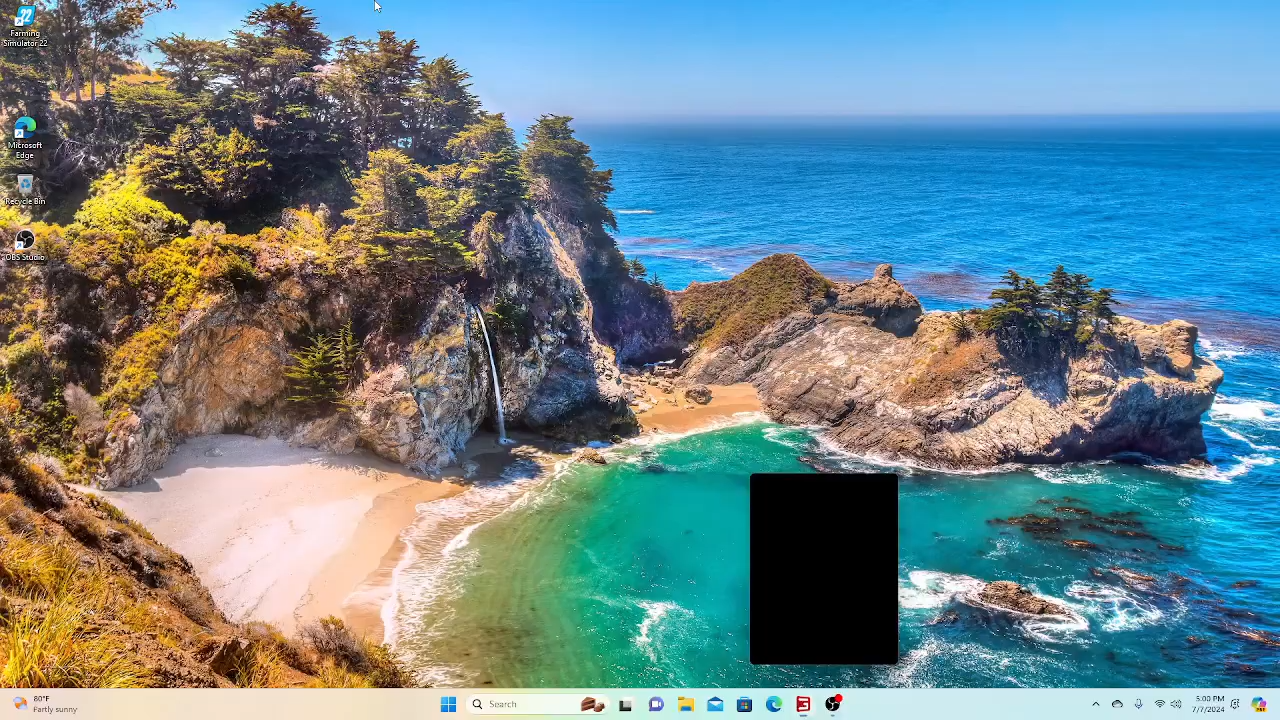 22
Farming
Simulator 22
Microsoft
Edge
Recycle Bin
OBS Studio
80°F
Partly sunny
Search
5:00 PM
7/7/2024